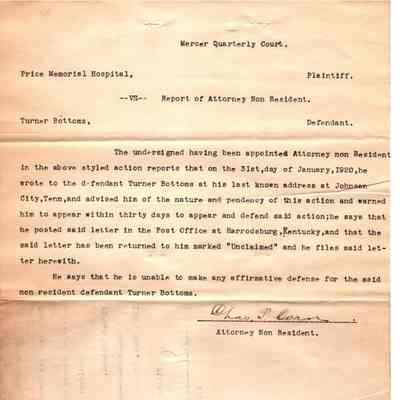 Mercer Quarterly Court.
Price Memorial Hospital, Plaintiff.
--VS-- Report of Attorney Non Resident.
Turner Bottoms, Defendant.
The undersigned having been appointed Attorney non Resident
in the above styled action reports that on the 31st,day of January,1920,he
wrote to the d-fendant Turner Bottoms at his last known address at Johnson
City,Tenn,and advised him of the nature and pendency of this action and warned
him to appear within thirty days to appear and defend said action;he says that
he posted said letter in the Post Office at Harrodsburg,Kentucky,and that the
said letter has been returned to him marked "Unclaimed" and he files said let-
ter herewith.
He says that he is unable to make any affirmative defense for the said
non resident defendant Turner Bottoms.
Chas. T. Corn.
Attorney Non Resident.